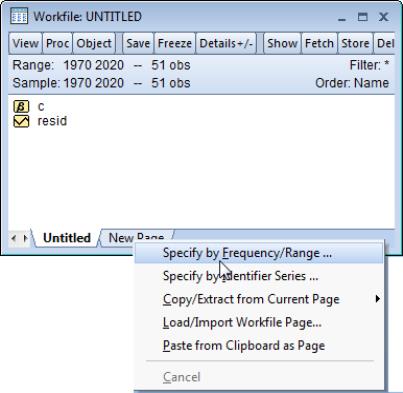 Workfile: UNTITLED
View Proc Object Save Freeze Details+/- Show Fetch Store Del
Range: 1970 2020 -- 51 obs Filter: *
Sample: 1970 2020 -- 51 obs Order: Name
β c
resid
Untitled New Page
Specify by Frequency/Range ...
Specify by Identifier Series ...
Copy/Extract from Current Page
Load/Import Workfile Page...
Paste from Clipboard as Page
Cancel